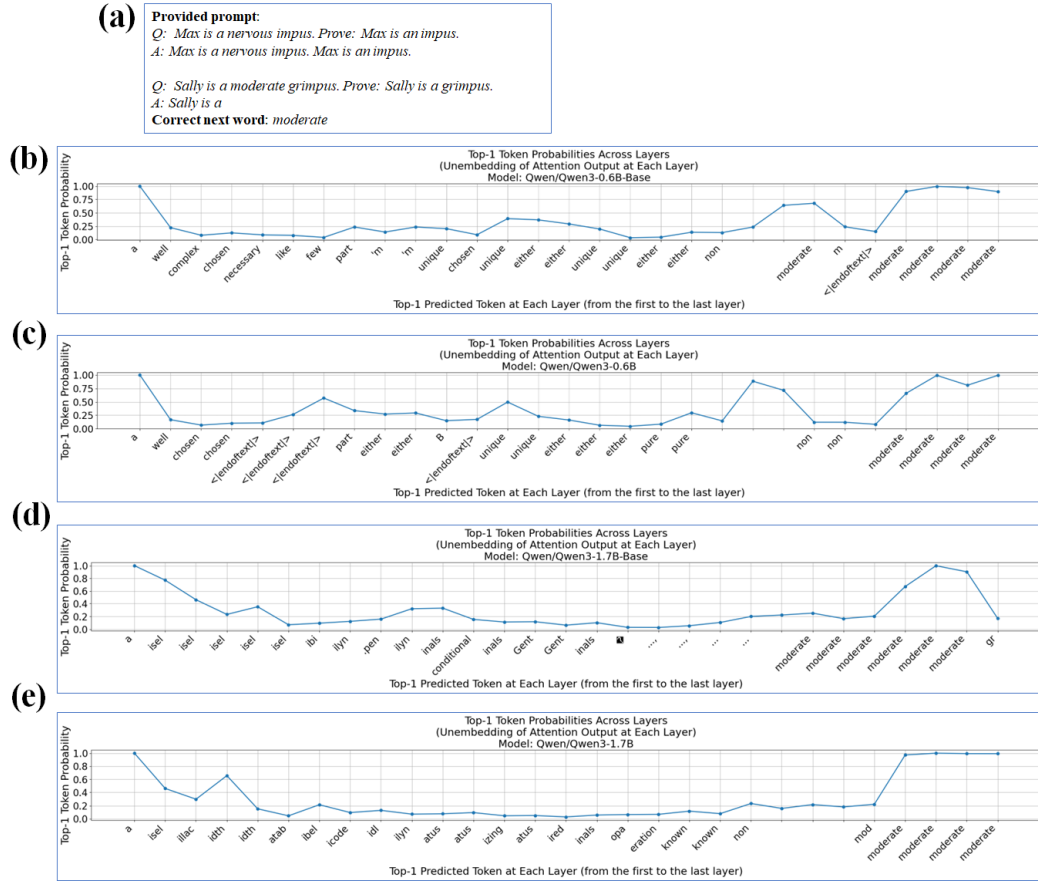 (a)
Provided prompt:
Q: Max is a nervous impus. Prove: Max is an impus.
A: Max is a nervous impus. Max is an impus.
Q: Sally is a moderate grimpus. Prove: Sally is a grimpus.
A: Sally is a
Correct next word: moderate
(b)
Top-1 Token Probabilities Across Layers
(Unembedding of Attention Output at Each Layer)
Model: Qwen/Qwen3-0.6B-Base
Top-1 Token Probability
1.00
0.75
0.50
0.25
0.00
a well complex chosen necessary like few part 'm 'm unique chosen unique either either unique unique either either non moderate m <|endoftext|> moderate moderate moderate moderate
Top-1 Predicted Token at Each Layer (from the first to the last layer)
(c)
Top-1 Token Probabilities Across Layers
(Unembedding of Attention Output at Each Layer)
Model: Qwen/Qwen3-0.6B
Top-1 Token Probability
1.00
0.75
0.50
0.25
0.00
a well chosen chosen <|endoftext|> <|endoftext|> <|endoftext|> part either either B <|endoftext|> unique unique either either either pure pure non non moderate moderate moderate moderate
Top-1 Predicted Token at Each Layer (from the first to the last layer)
(d)
Top-1 Token Probabilities Across Layers
(Unembedding of Attention Output at Each Layer)
Model: Qwen/Qwen3-1.7B-Base
Top-1 Token Probability
1.0
0.8
0.6
0.4
0.2
0.0
a isel isel isel isel isel ibi ilyn .pen ilyn inals conditional inals Gent Gent inals .... .... ... ... moderate moderate moderate moderate moderate moderate gr
Top-1 Predicted Token at Each Layer (from the first to the last layer)
(e)
Top-1 Token Probabilities Across Layers
(Unembedding of Attention Output at Each Layer)
Model: Qwen/Qwen3-1.7B
Top-1 Token Probability
1.0
0.8
0.6
0.4
0.2
0.0
a isel illac idth idth atab ibel icode idl ilyn atus atus izing atus ired inals opa eration known known non mod moderate moderate moderate moderate
Top-1 Predicted Token at Each Layer (from the first to the last layer)